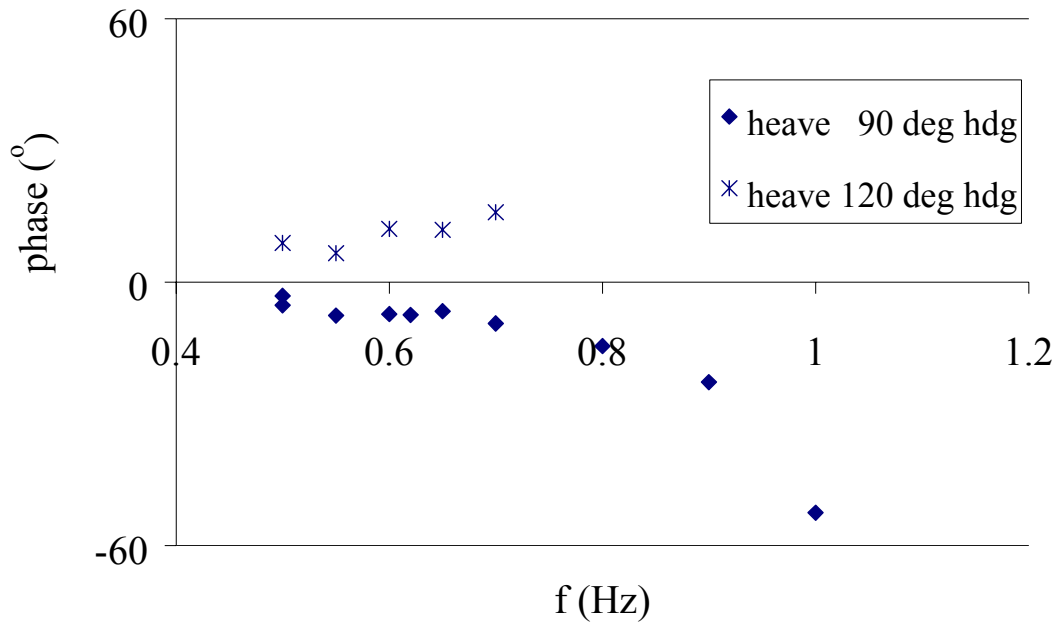 60
heave 90 deg hdg
heave 120 deg hdg
phase (º)
0
0.4 0.6 0.8 1 1.2
-60
f (Hz)